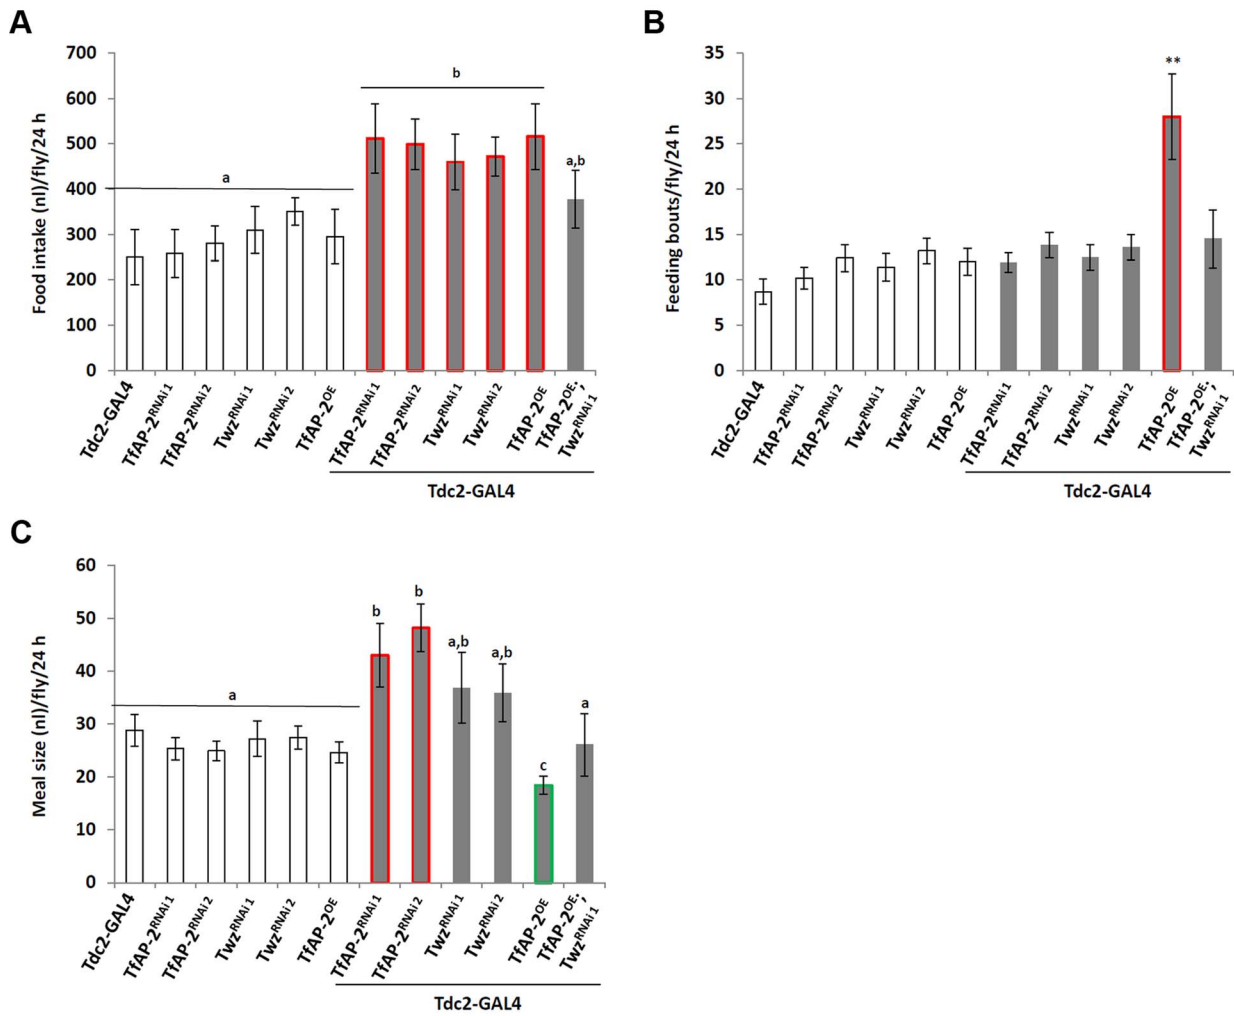 A
Food intake (nl)/fly/24 h
700
600
500
400
300
200
100
0
a
b
a,b
Tdc2-GAL4
TfAP-2RNAi 1
TfAP-2RNAi 2
TwzRNAi 1
TwzRNAi 2
TfAP-2OE
TfAP-2RNAi 1
TfAP-2RNAi 2
TwzRNAi 1
TwzRNAi 2
TfAP-2OE
TfAP-2OE;
TwzRNAi 1
Tdc2-GAL4
B
Feeding bouts/fly/24 h
35
30
25
20
15
10
5
0
**
Tdc2-GAL4
TfAP-2RNAi 1
TfAP-2RNAi 2
TwzRNAi 1
TwzRNAi 2
TfAP-2OE
TfAP-2RNAi 1
TfAP-2RNAi 2
TwzRNAi 1
TwzRNAi 2
TfAP-2OE
TfAP-2OE;
TwzRNAi 1
Tdc2-GAL4
C
Meal size (nl)/fly/24 h
60
50
40
30
20
10
0
a
b
b
a,b
a,b
c
a
Tdc2-GAL4
TfAP-2RNAi 1
TfAP-2RNAi 2
TwzRNAi 1
TwzRNAi 2
TfAP-2OE
TfAP-2RNAi 1
TfAP-2RNAi 2
TwzRNAi 1
TwzRNAi 2
TfAP-2OE
TfAP-2OE;
TwzRNAi 1
Tdc2-GAL4